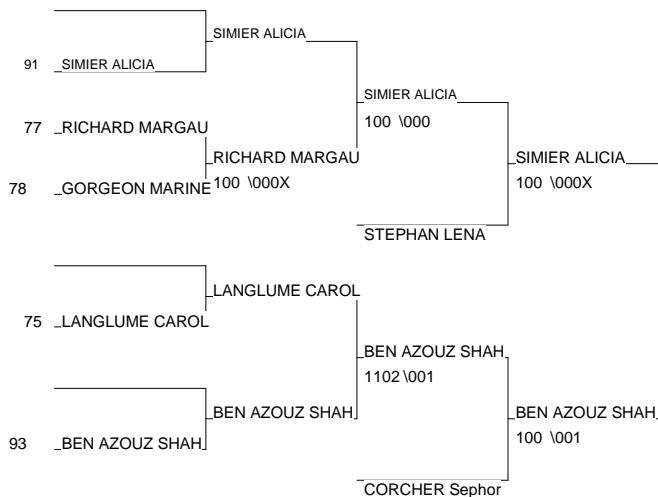 SIMIER ALICIA
91 SIMIER ALICIA
SIMIER ALICIA
100 \000
77 RICHARD MARGAU
RICHARD MARGAU
100 \000X
SIMIER ALICIA
100 \000X
78 GORGEON MARINE
STEPHAN LENA
LANGLUME CAROL
75 LANGLUME CAROL
BEN AZOUZ SHAH
1102 \001
BEN AZOUZ SHAH
BEN AZOUZ SHAH
100 \001
93 BEN AZOUZ SHAH
CORCHER Sephor